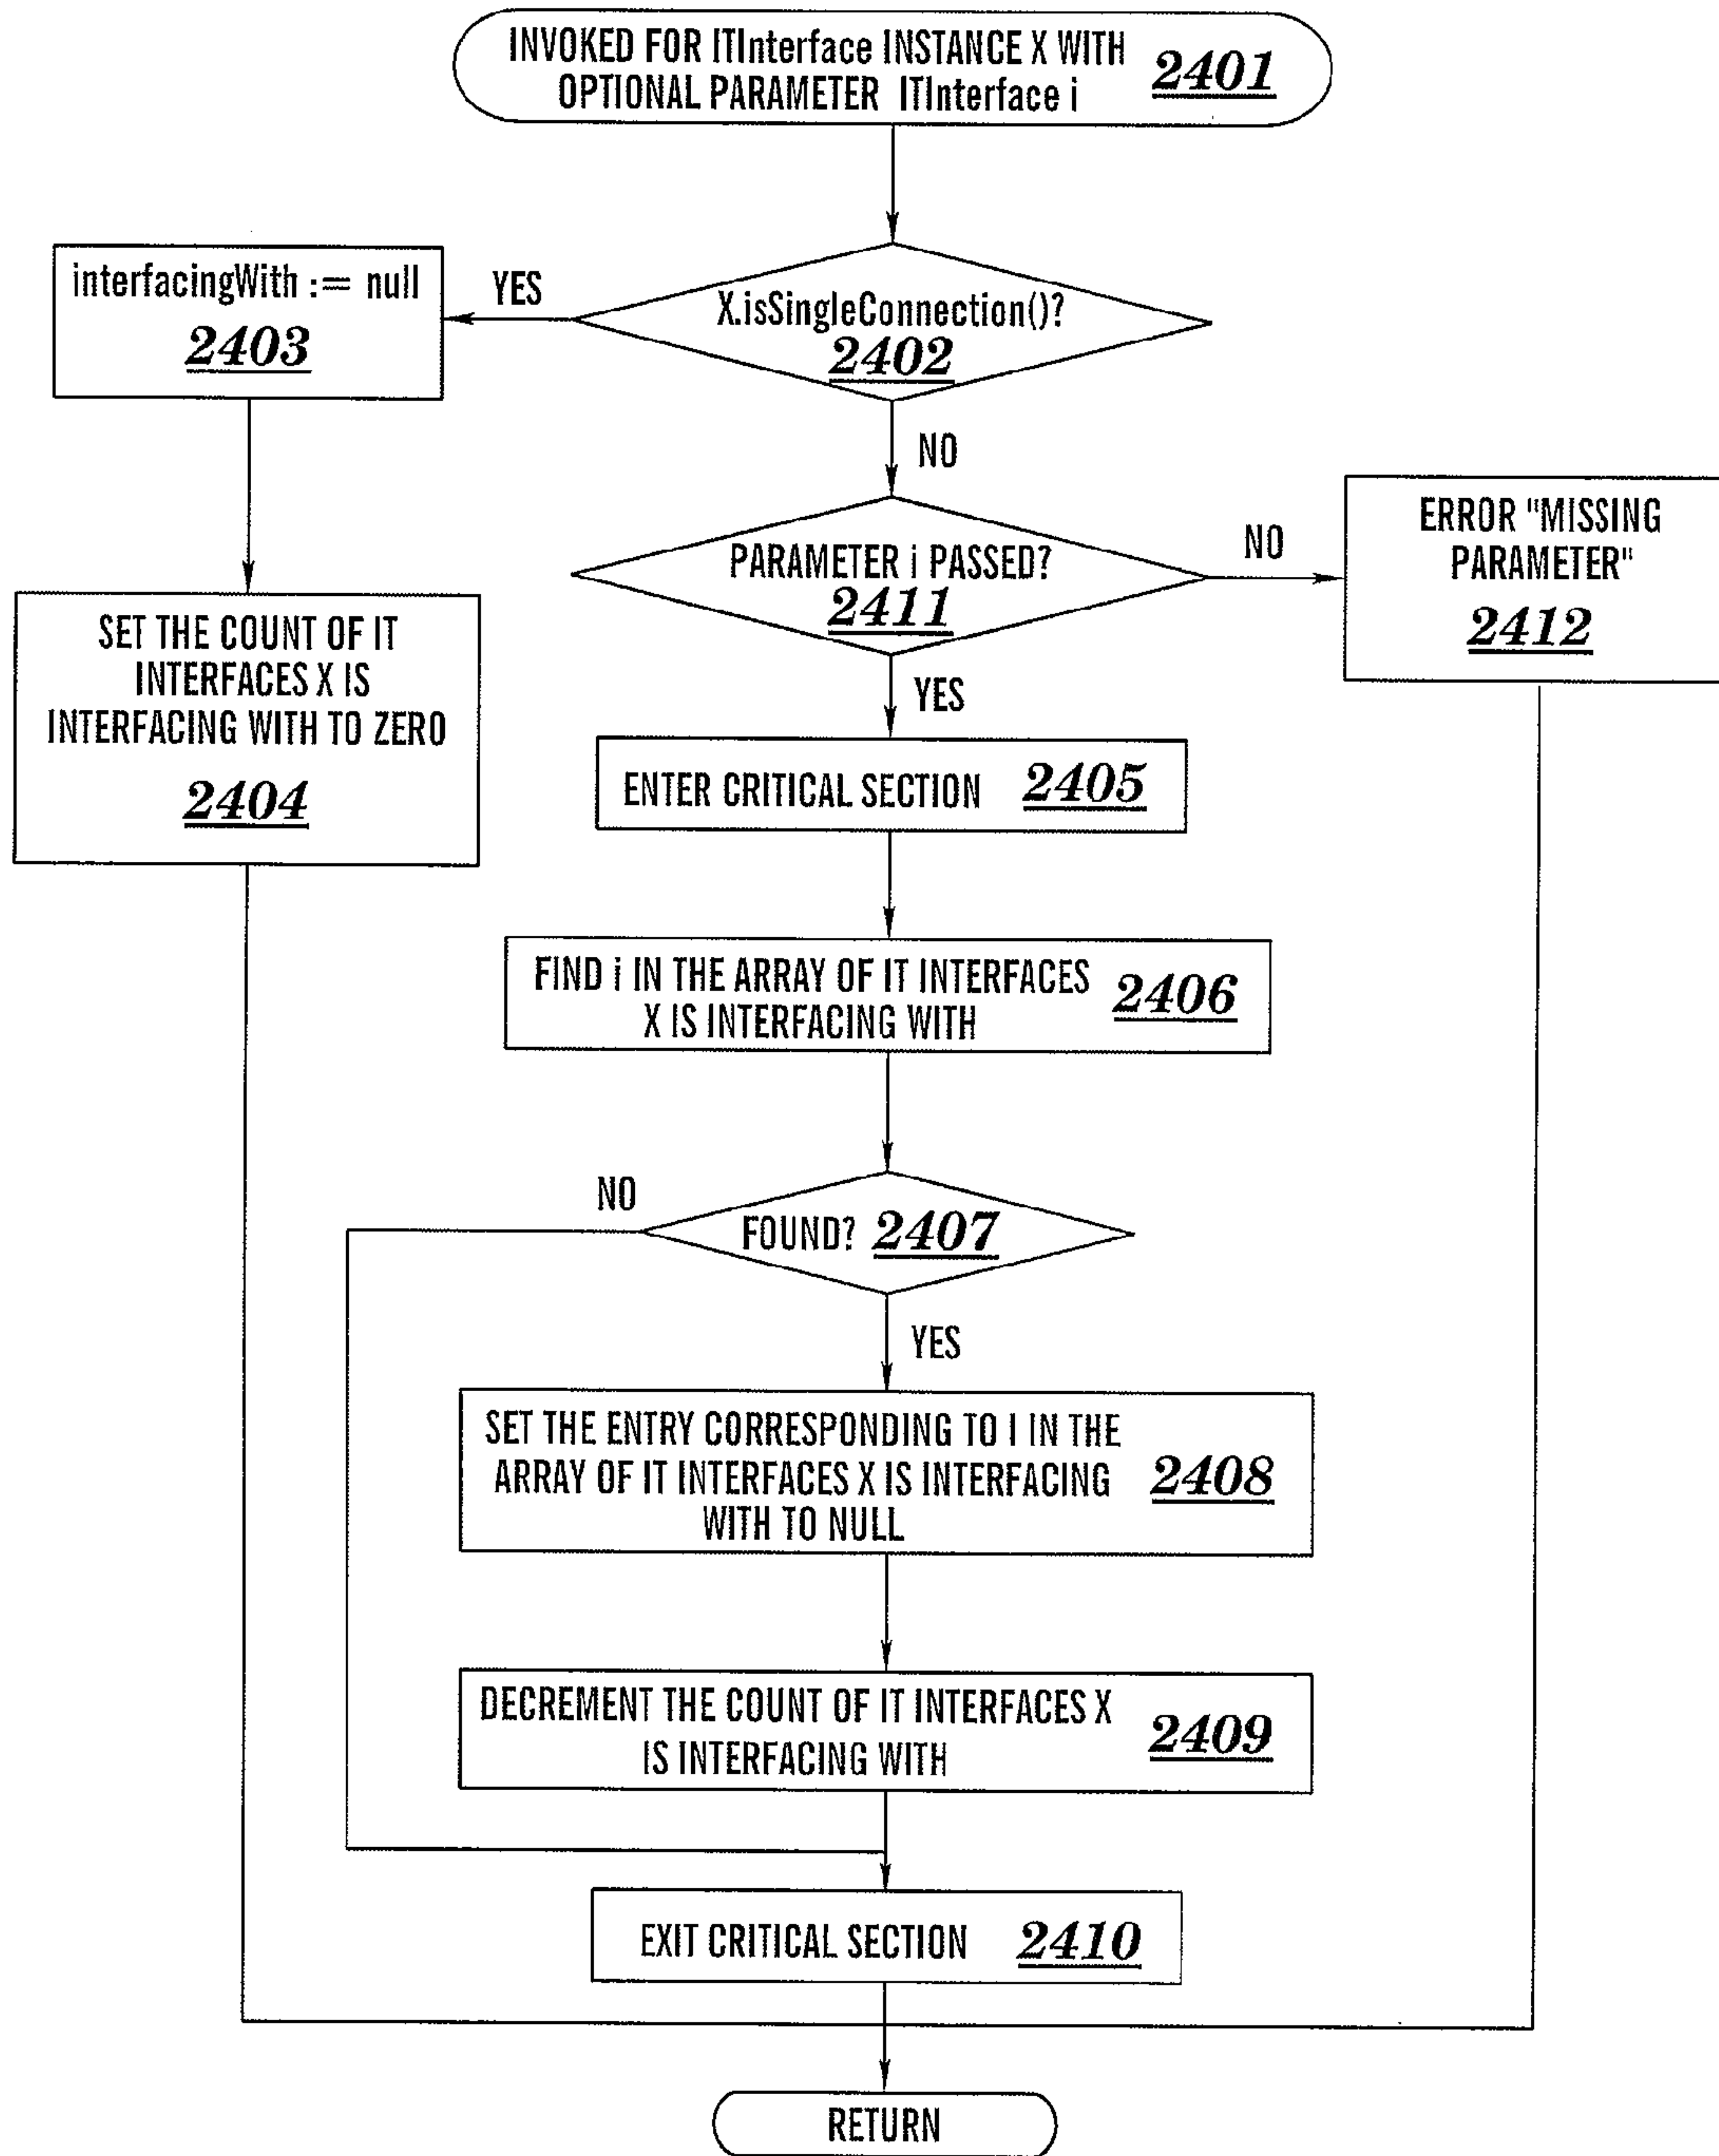 INVOKED FOR ITInterface INSTANCE X WITH
OPTIONAL PARAMETER ITInterface i
2401
X.isSingleConnection()?
2402
YES
interfacingWith := null
2403
SET THE COUNT OF IT
INTERFACES X IS
INTERFACING WITH TO ZERO
2404
NO
PARAMETER i PASSED?
2411
NO
ERROR "MISSING
PARAMETER"
2412
YES
ENTER CRITICAL SECTION 2405
FIND i IN THE ARRAY OF IT INTERFACES
X IS INTERFACING WITH
2406
NO
FOUND? 2407
YES
SET THE ENTRY CORRESPONDING TO I IN THE
ARRAY OF IT INTERFACES X IS INTERFACING
WITH TO NULL
2408
DECREMENT THE COUNT OF IT INTERFACES X
IS INTERFACING WITH
2409
EXIT CRITICAL SECTION 2410
RETURN